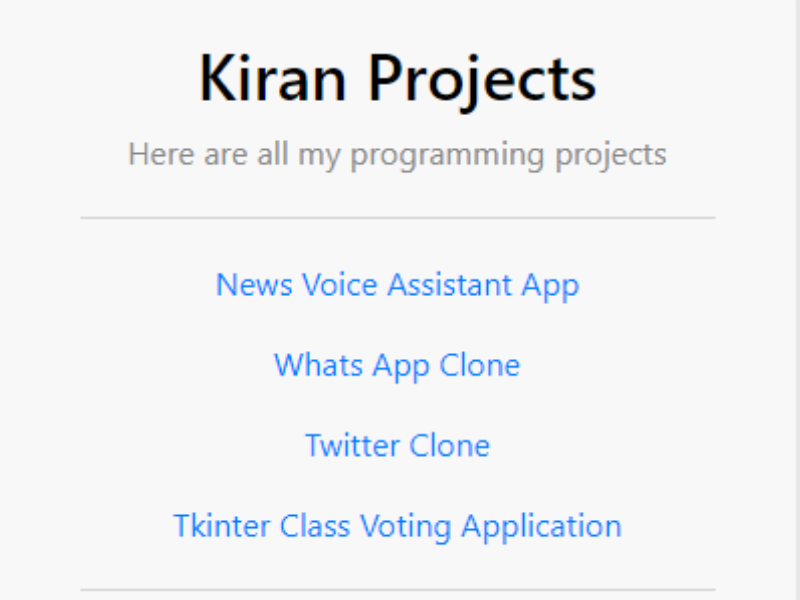 Kiran Projects
Here are all my programming projects
News Voice Assistant App
Whats App Clone
Twitter Clone
Tkinter Class Voting Application